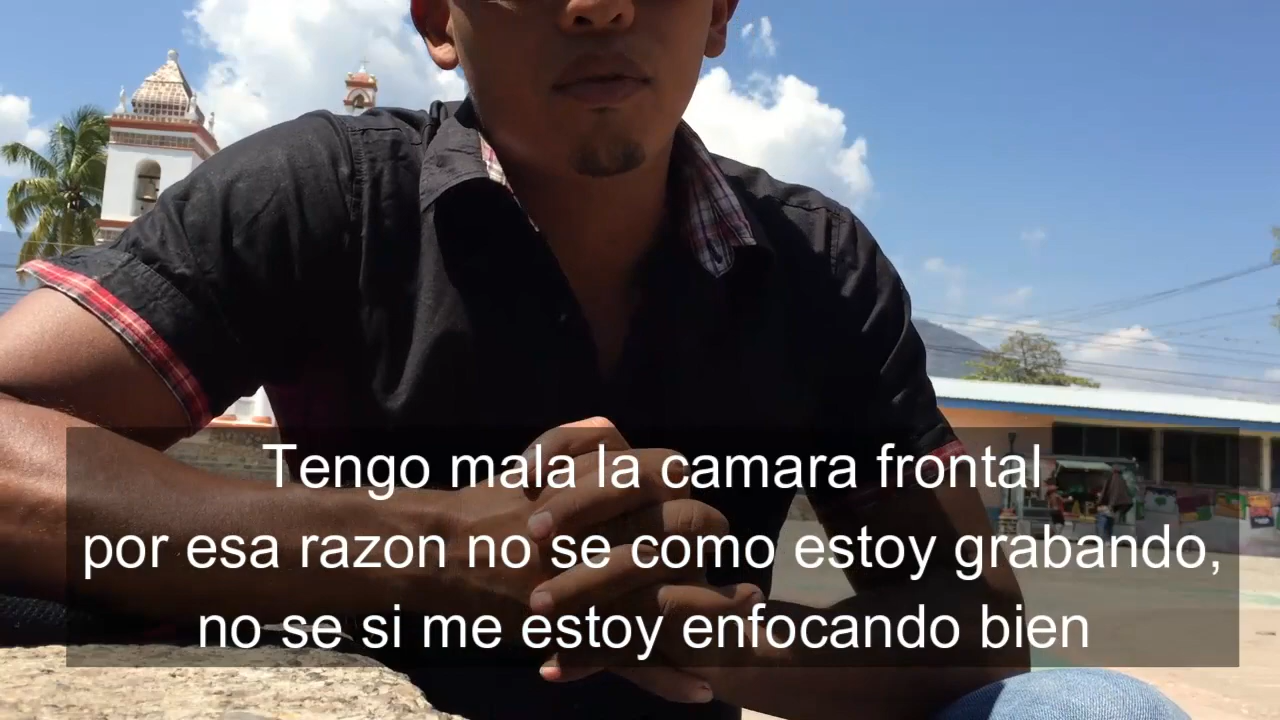 Tengo mala la camara frontal
por esa razon no se como estoy grabando,
no se si me estoy enfocando bien